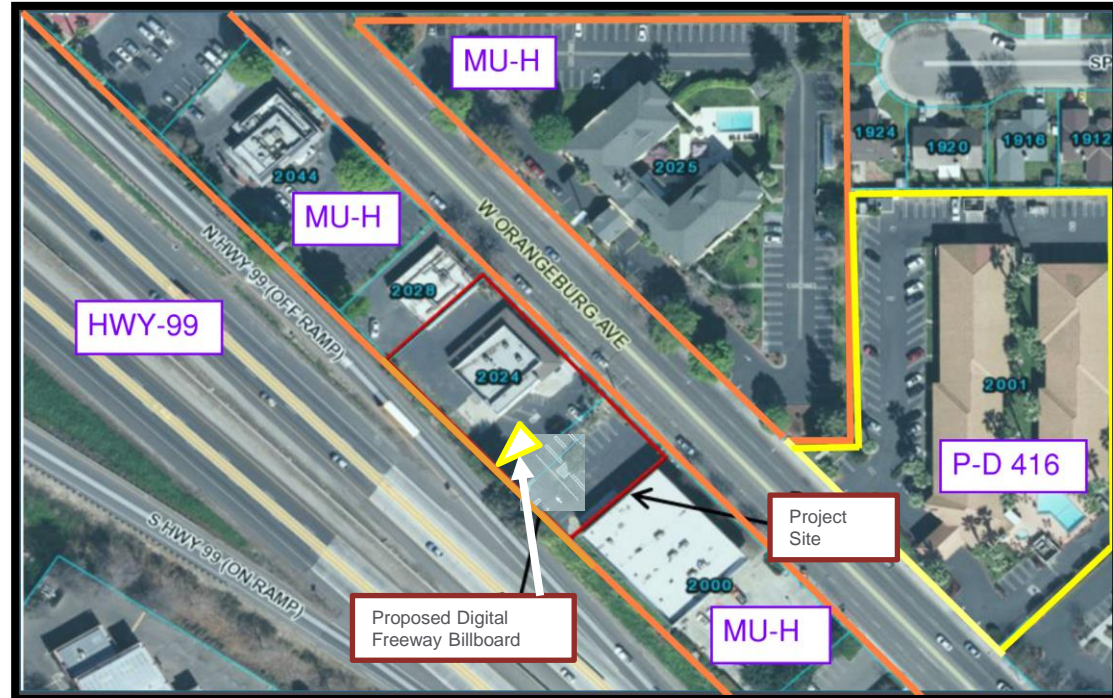 MU-H
SP
1924
1920
1916
1912
2044
2025
MU-H
W ORANGEBURG AVE
N HWY 99 (OFF RAMP)
2028
HWY-99
2024
2001
P-D 416
Project
Site
S HWY 99 (ON RAMP)
2000
Proposed Digital
Freeway Billboard
MU-H